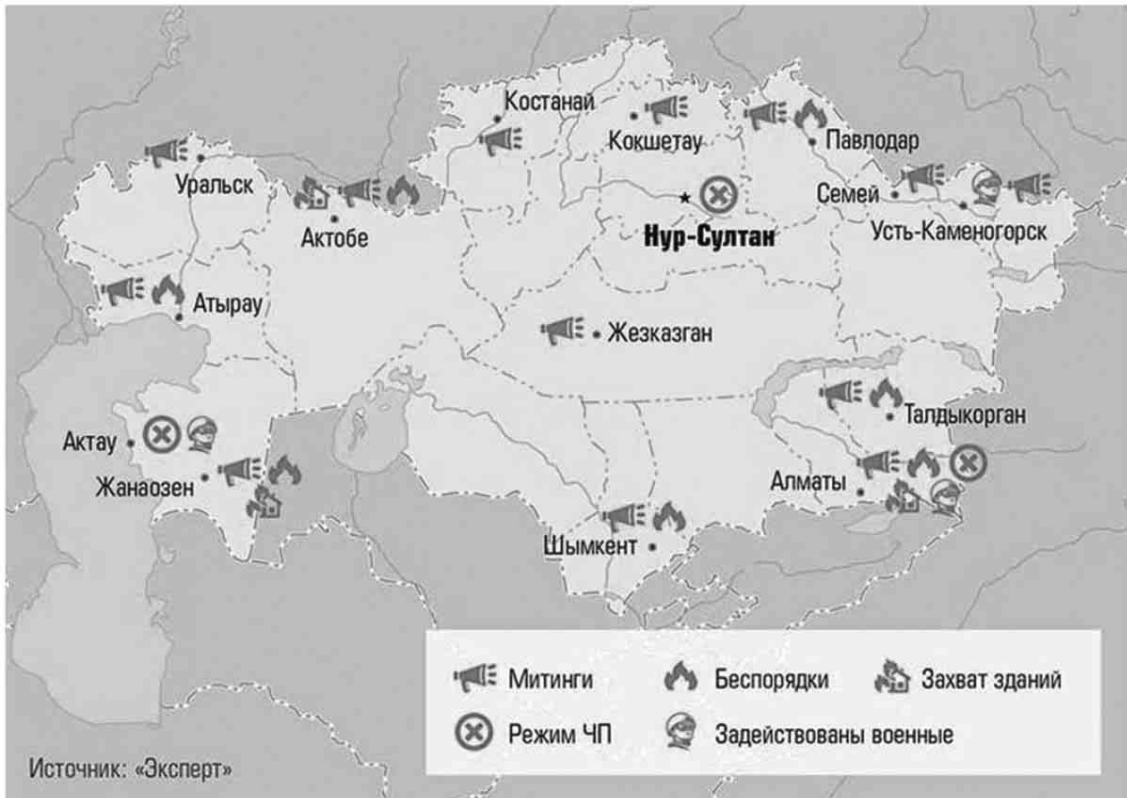 Костанай
Кокшетау
Павлодар
Уральск
Семей
Актобе
Усть-Каменогорск
Нур-Султан
Атырау
Жезказган
Талдыкорган
Актау
Жанаозен
Алматы
Шымкент
Митинги
Беспорядки
Захват зданий
Режим ЧП
Задействованы военные
Источник: «Эксперт»